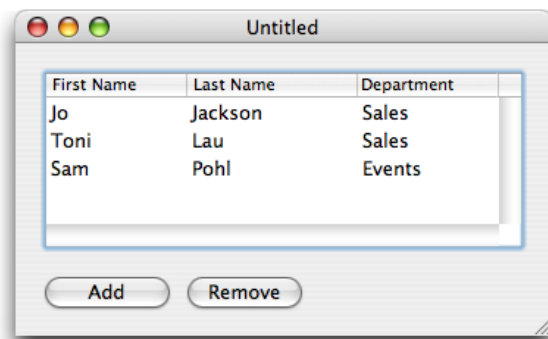 Untitled
First Name Last Name Department
Jo Jackson Sales
Toni Lau Sales
Sam Pohl Events
Add Remove